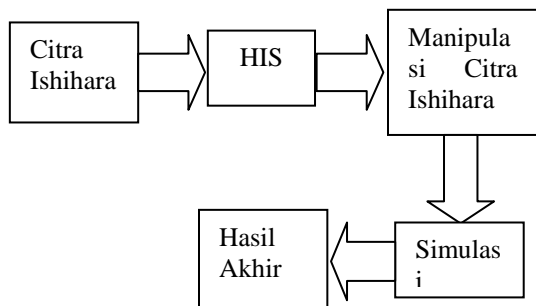 Citra
Ishihara
HIS
Manipula
si Citra
Ishihara
Simulas
i
Hasil
Akhir